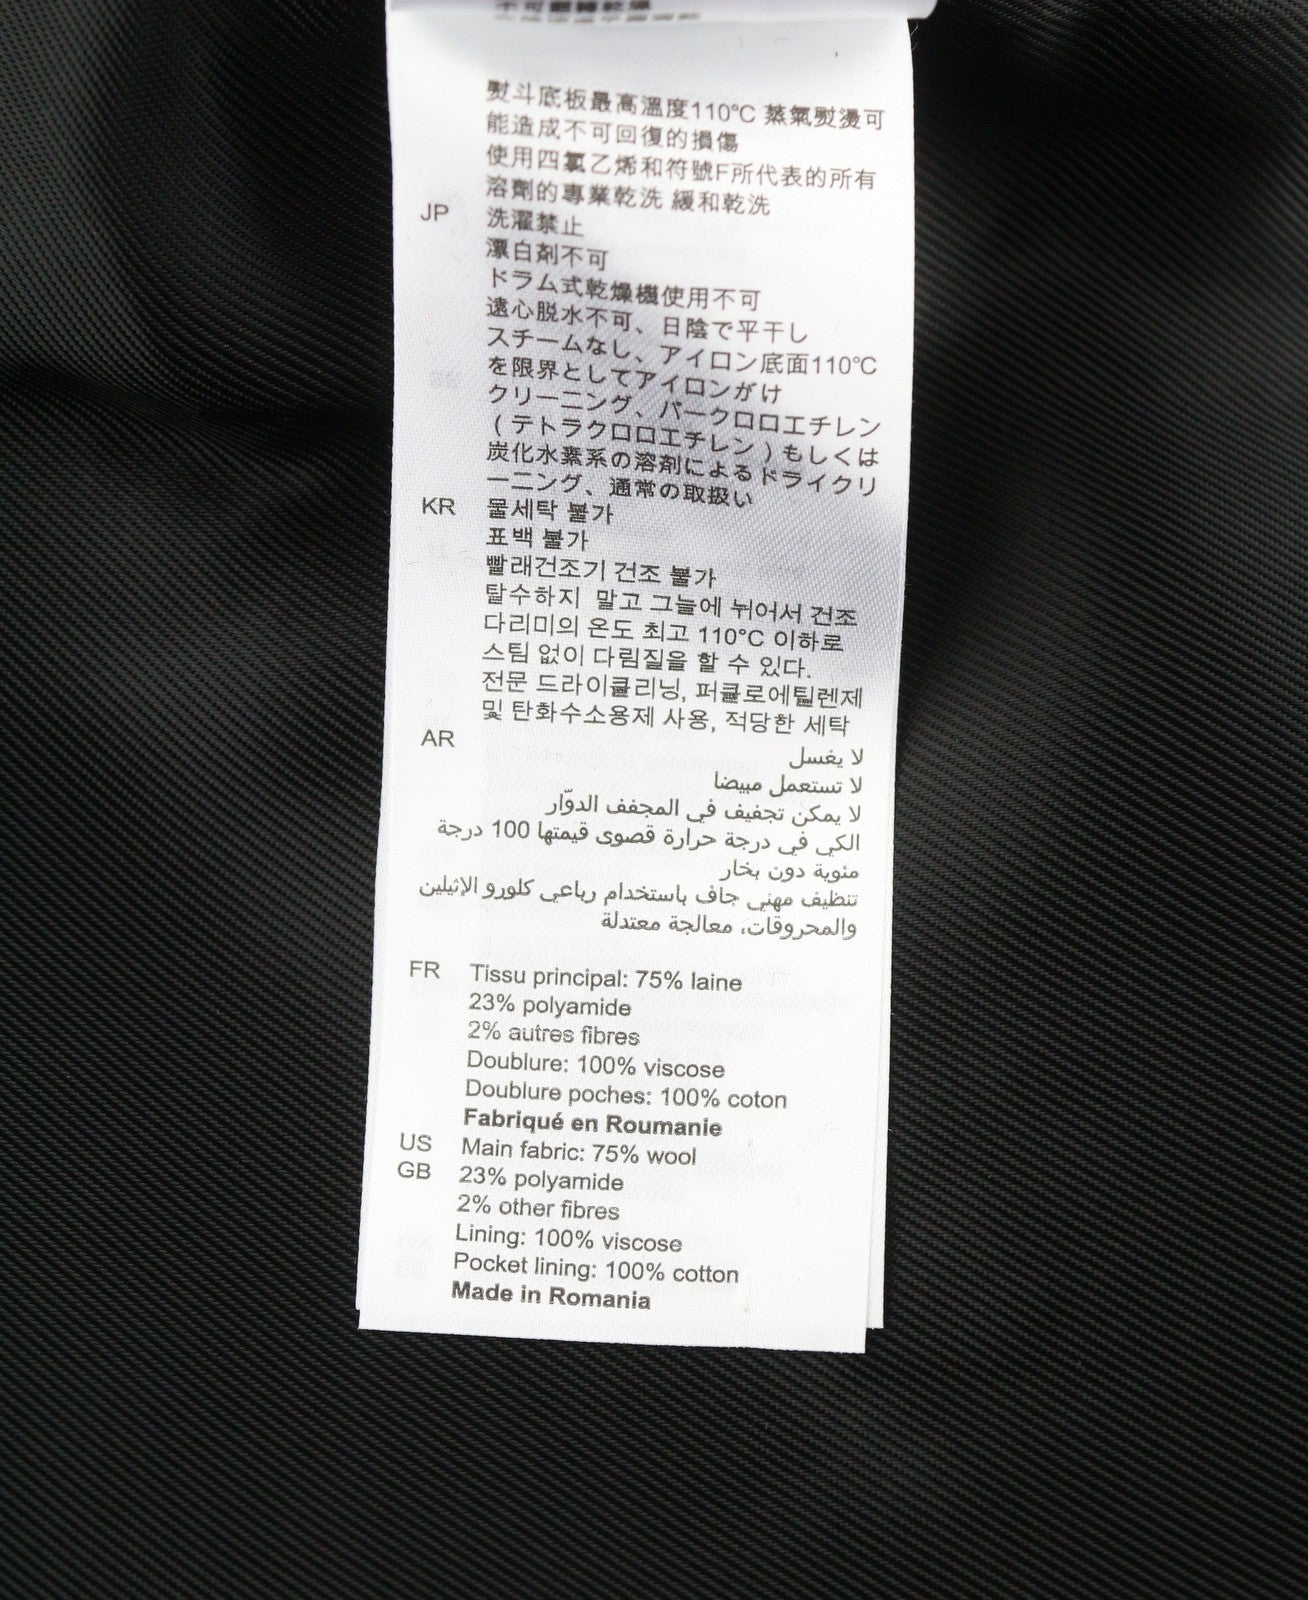 熨斗底板最高溫度110°C 蒸氣熨燙可
能造成不可回復的損傷
使用四氯乙烯和符號F所代表的所有
溶劑的專業乾洗 緩和乾洗
JP 洗濯禁止
漂白剤不可
ドラム式乾燥機使用不可
遠心脱水不可、日陰で平干し
スチームなし、アイロン底面110°C
を限界としてアイロンがけ
クリーニング、パークロロエチレン
(テトラクロロエチレン)もしくは
炭化水素系の溶剤によるドライクリ
ーニング、通常の取扱い
KR 물세탁 불가
표백 불가
빨래건조기 건조 불가
탈수하지 말고 그늘에 뉘어서 건조
다리미의 온도 최고 110°C 이하로
스팀 없이 다림질을 할 수 있다.
전문 드라이클리닝, 퍼클로에틸렌제
및 탄화수소용제 사용, 적당한 세탁
AR لا يغسل
لا تستعمل مبيضا
لا يمكن تجفيف في المجفف الدوّار
الكي في درجة حرارة قصوى قيمتها 100 درجة
مئوية دون بخار
تنظيف مهني جاف باستخدام رباعي كلورو الإثيلين
والمحروقات، معالجة معتدلة
FR Tissu principal: 75% laine
23% polyamide
2% autres fibres
Doublure: 100% viscose
Doublure poches: 100% coton
Fabriqué en Roumanie
US Main fabric: 75% wool
GB 23% polyamide
2% other fibres
Lining: 100% viscose
Pocket lining: 100% cotton
Made in Romania